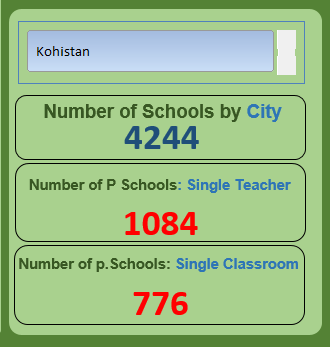 Kohistan
Number of Schools by City
4244
Number of P Schools: Single Teacher
1084
Number of p.Schools: Single Classroom
776